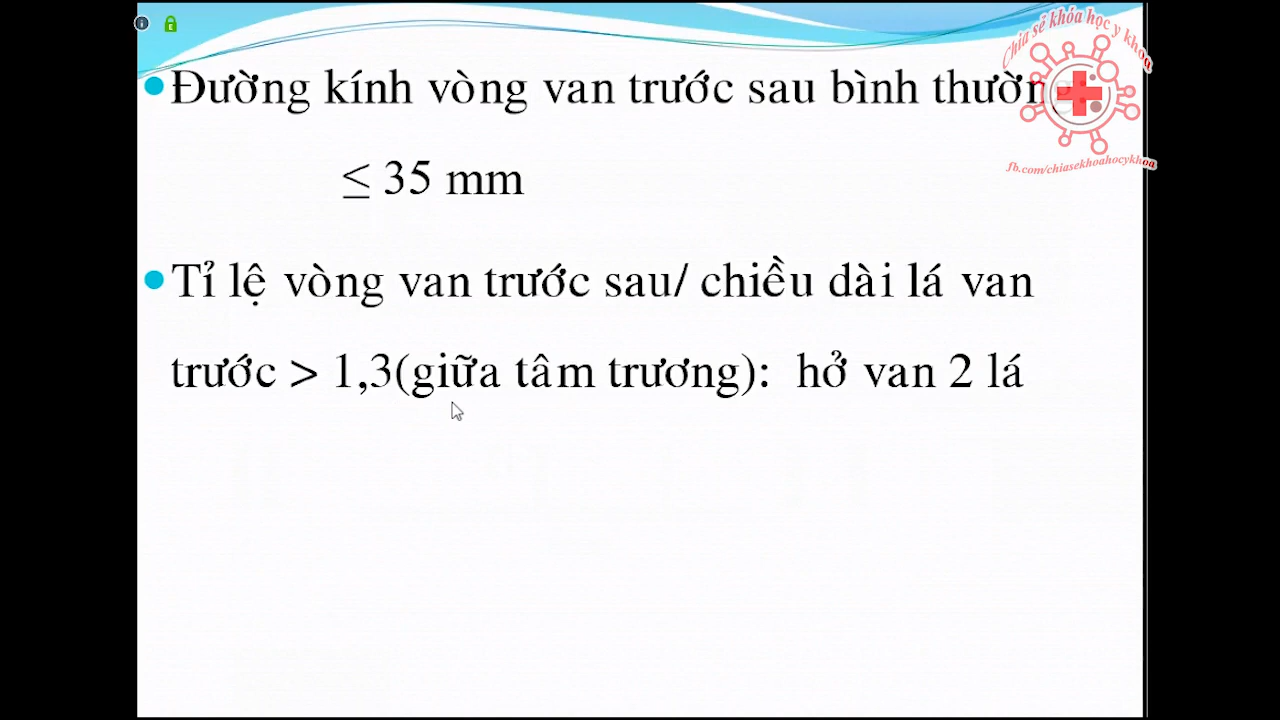 Chia sẻ khóa học y khoa
Đường kính vòng van trước sau bình thường
fb.com/chiasekhoahocykhoa
≤ 35 mm
Tỉ lệ vòng van trước sau/ chiều dài lá van
trước > 1,3(giữa tâm trương): hở van 2 lá